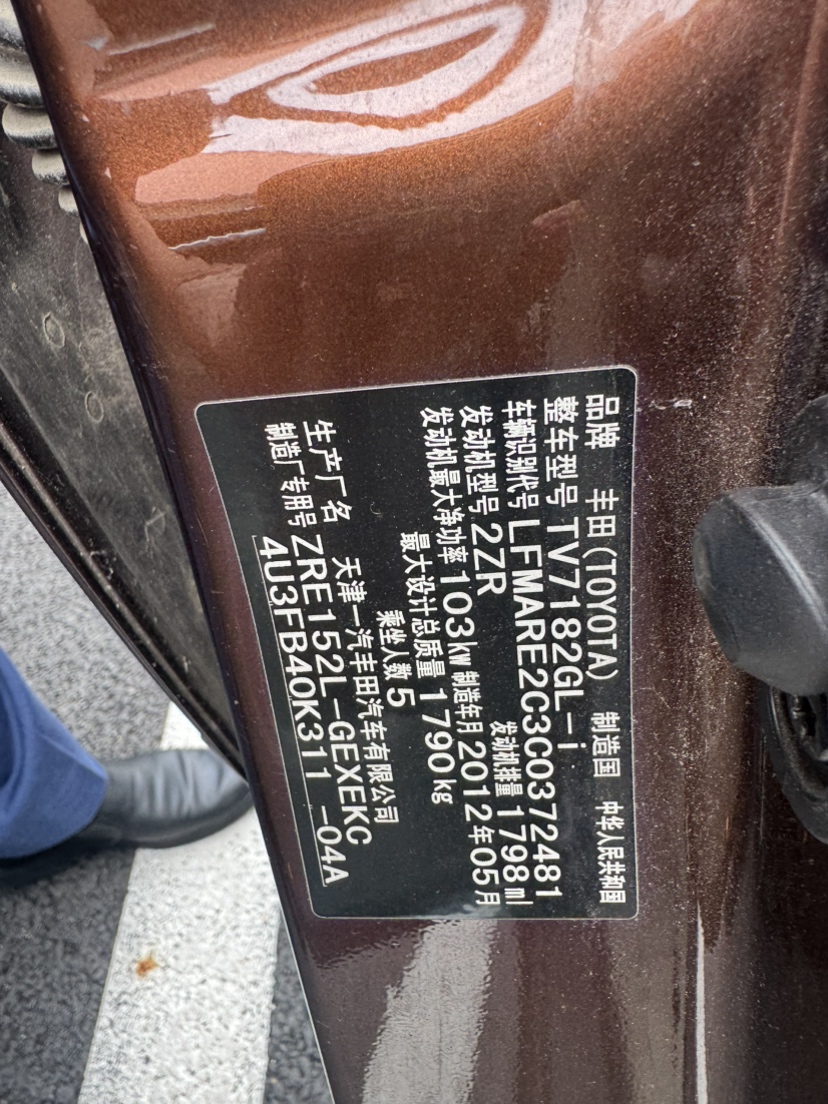 品牌 丰田(TOYOTA) 制造国 中华人民共和国
整车型号 TV7182GL-i
车辆识别代号 LFMARE2C3C0372481
发动机型号 2ZR 发动机排量 1798ml
发动机最大净功率 103kW 制造年月 2012年05月
最大设计总质量 1790kg
乘坐人数 5
生产厂名 天津一汽丰田汽车有限公司
制造厂专用号 ZRE152L-GEXEKC
4U3FB40K311 -04A